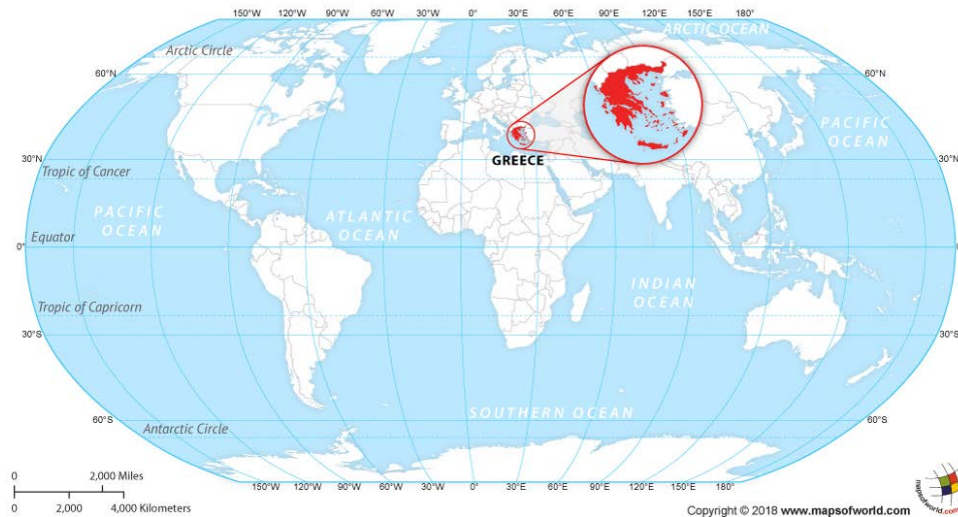 150°W 120°W 90°W 60°W 30°W 0° 30°E 60°E 90°E 120°E 150°E 180°
ARCTIC OCEAN
Arctic Circle
60°N
PACIFIC
OCEAN
GREECE
30°N 30°N
Tropic of Cancer
PACIFIC
OCEAN
ATLANTIC
OCEAN
Equator
0° 0°
INDIAN
OCEAN
Tropic of Capricorn
30°S 30°S
SOUTHERN OCEAN
60°S 60°S
Antarctic Circle
0 2,000 Miles
0 2,000 4,000 Kilometers
150°W 120°W 90°W 60°W 30°W 0° 30°E 60°E 90°E 120°E 150°E 180°
mapsofworld.com
Copyright © 2018 www.mapsofworld.com